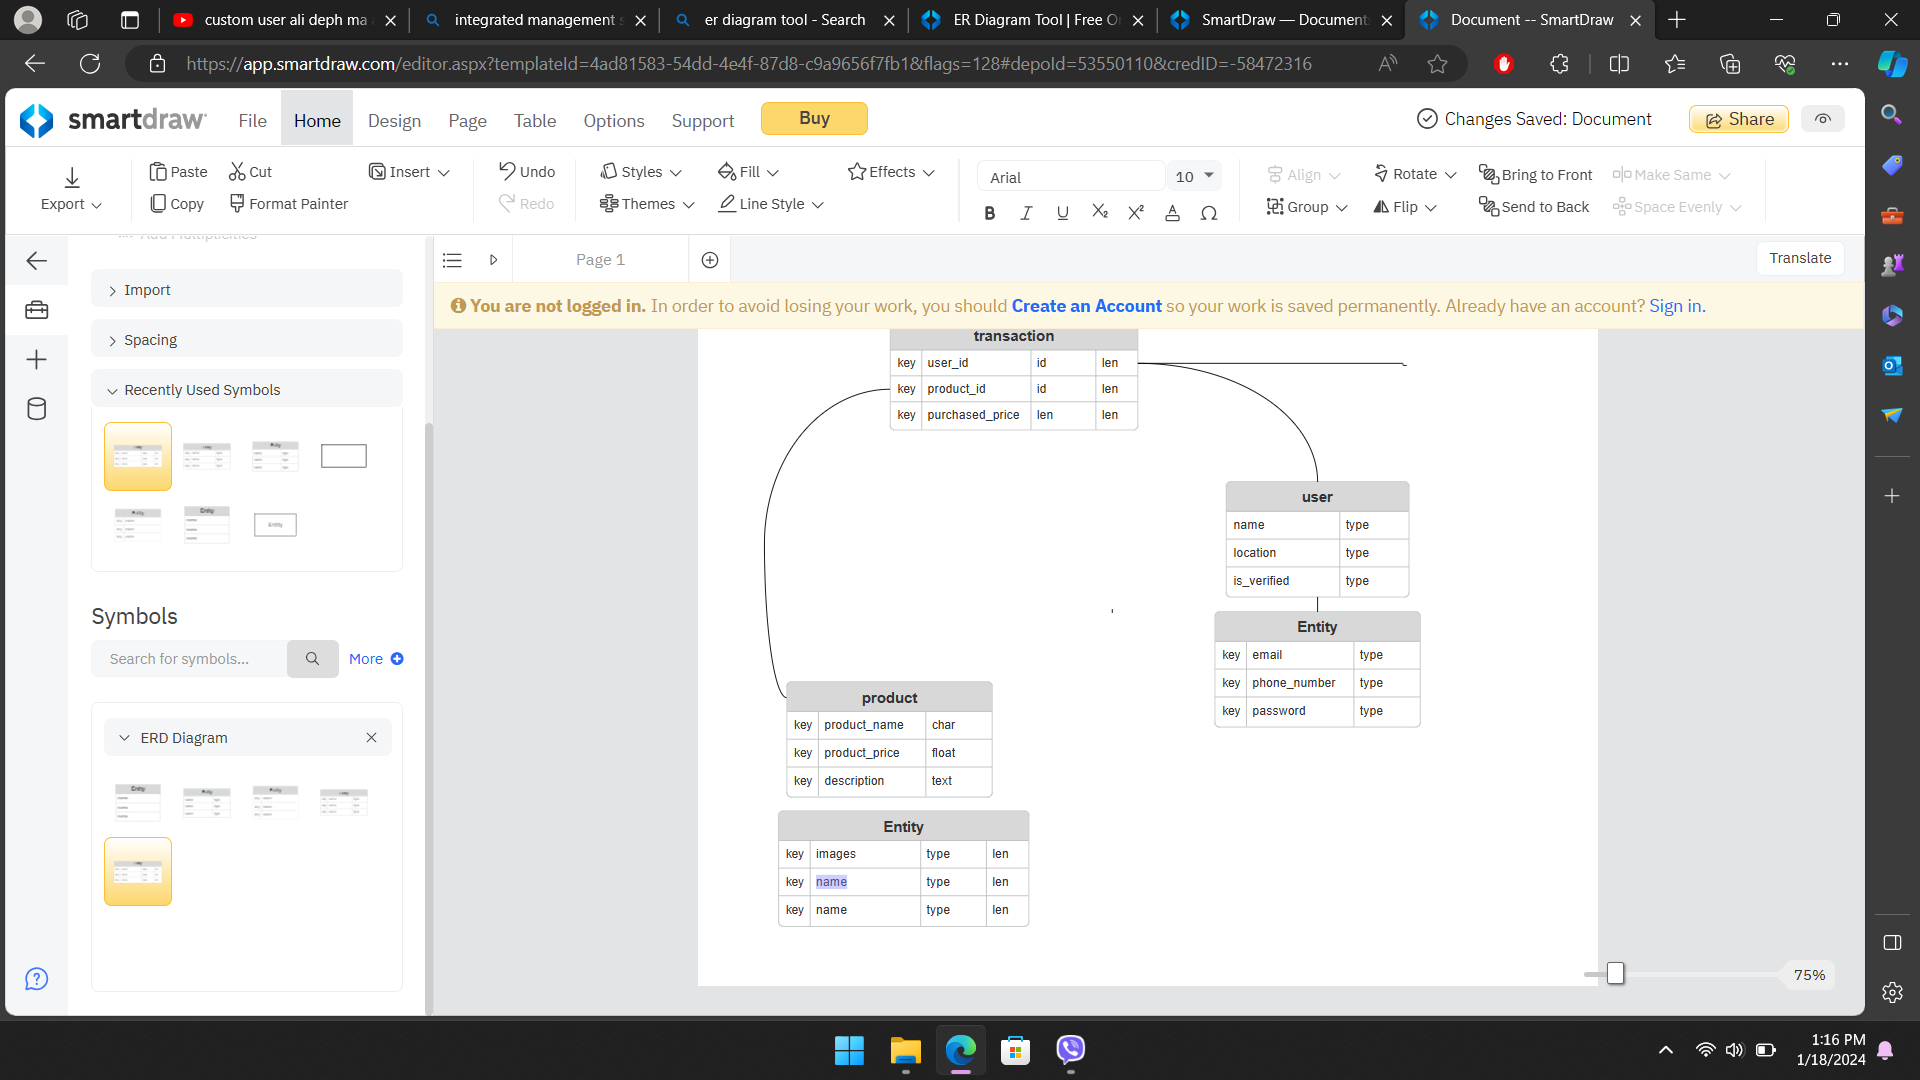 custom user ali deph ma
integrated management s
er diagram tool - Search
ER Diagram Tool | Free O
SmartDraw — Document
Document -- SmartDraw
https://app.smartdraw.com/editor.aspx?templateId=4ad81583-54dd-4e4f-87d8-c9a9656f7fb1&flags=128#depoId=53550110&credID=-58472316
smartdraw
File
Home
Design
Page
Table
Options
Support
Buy
Changes Saved: Document
Share
Export
Paste
Cut
Copy
Format Painter
Insert
Undo
Redo
Styles
Themes
Fill
Line Style
Effects
Arial
10
B I U X₂ X² A Ω
Align
Group
Rotate
Flip
Bring to Front
Send to Back
Make Same
Space Evenly
Add Multiplicities
Import
Spacing
Recently Used Symbols
Entity
Symbols
Search for symbols...
More
ERD Diagram
Entity
Page 1
Translate
You are not logged in. In order to avoid losing your work, you should Create an Account so your work is saved permanently. Already have an account? Sign in.
transaction
key user_id id len
key product_id id len
key purchased_price len len
user
name type
location type
is_verified type
Entity
key email type
key phone_number type
key password type
product
key product_name char
key product_price float
key description text
Entity
key images type len
key name type len
key name type len
75%
1:16 PM
1/18/2024